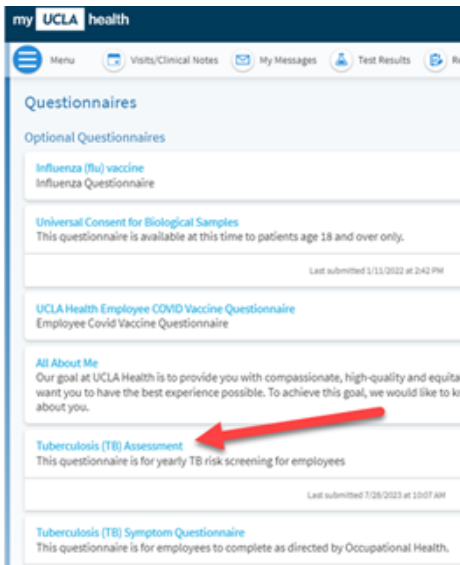 my UCLA health
Menu Visits/Clinical Notes My Messages Test Results
Questionnaires
Optional Questionnaires
Influenza (flu) vaccine
Influenza Questionnaire
Universal Consent for Biological Samples
This questionnaire is available at this time to patients age 18 and over only.
Last submitted 1/11/2022 at 2:42 PM
UCLA Health Employee COVID Vaccine Questionnaire
Employee Covid Vaccine Questionnaire
All About Me
Our goal at UCLA Health is to provide you with compassionate, high-quality and equita
want you to have the best experience possible. To achieve this goal, we would like to k
about you.
Tuberculosis (TB) Assessment
This questionnaire is for yearly TB risk screening for employees
Last submitted 7/28/2023 at 10:07 AM
Tuberculosis (TB) Symptom Questionnaire
This questionnaire is for employees to complete as directed by Occupational Health.